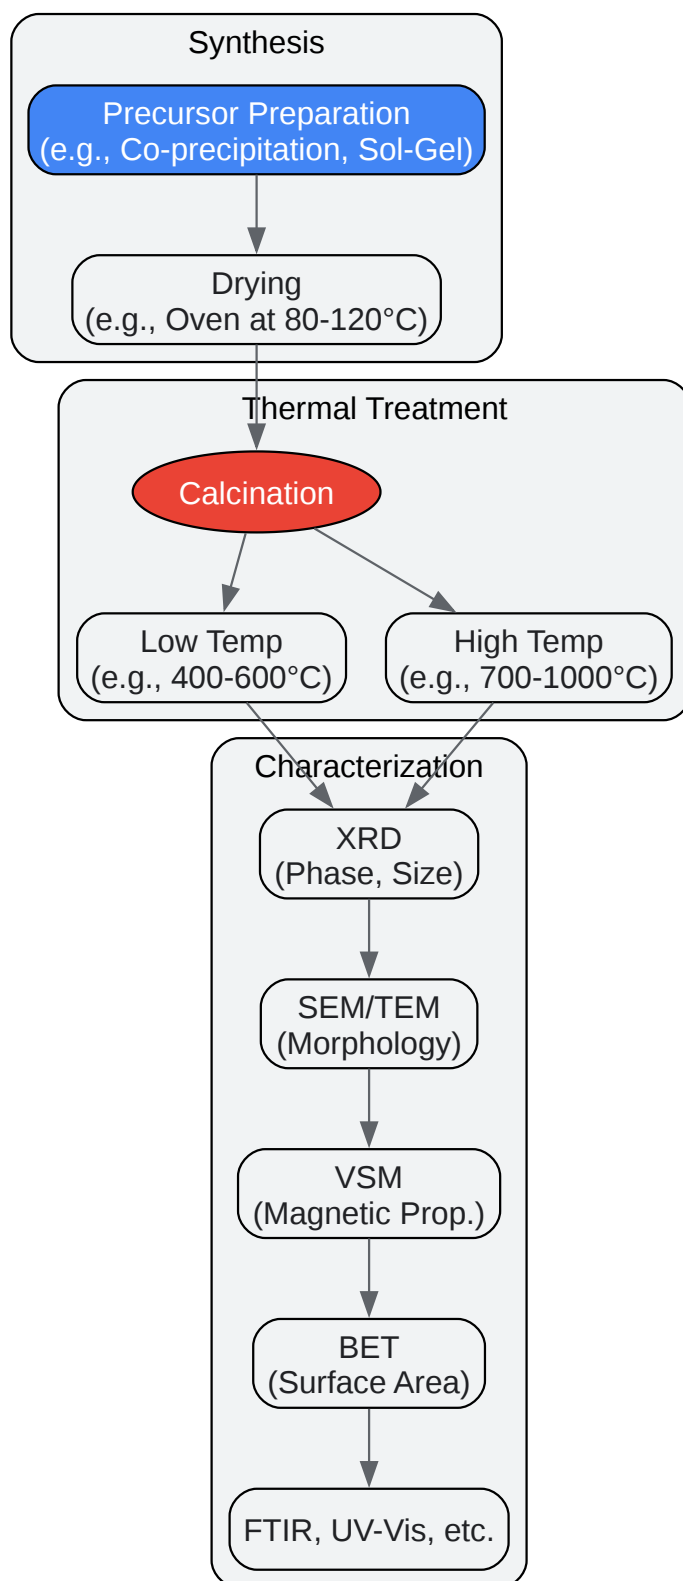 Synthesis
Precursor Preparation
(e.g., Co-precipitation, Sol-Gel)
Drying
(e.g., Oven at 80-120°C)
Thermal Treatment
Calcination
Low Temp
(e.g., 400-600°C)
High Temp
(e.g., 700-1000°C)
Characterization
XRD
(Phase, Size)
SEM/TEM
(Morphology)
VSM
(Magnetic Prop.)
BET
(Surface Area)
FTIR, UV-Vis, etc.